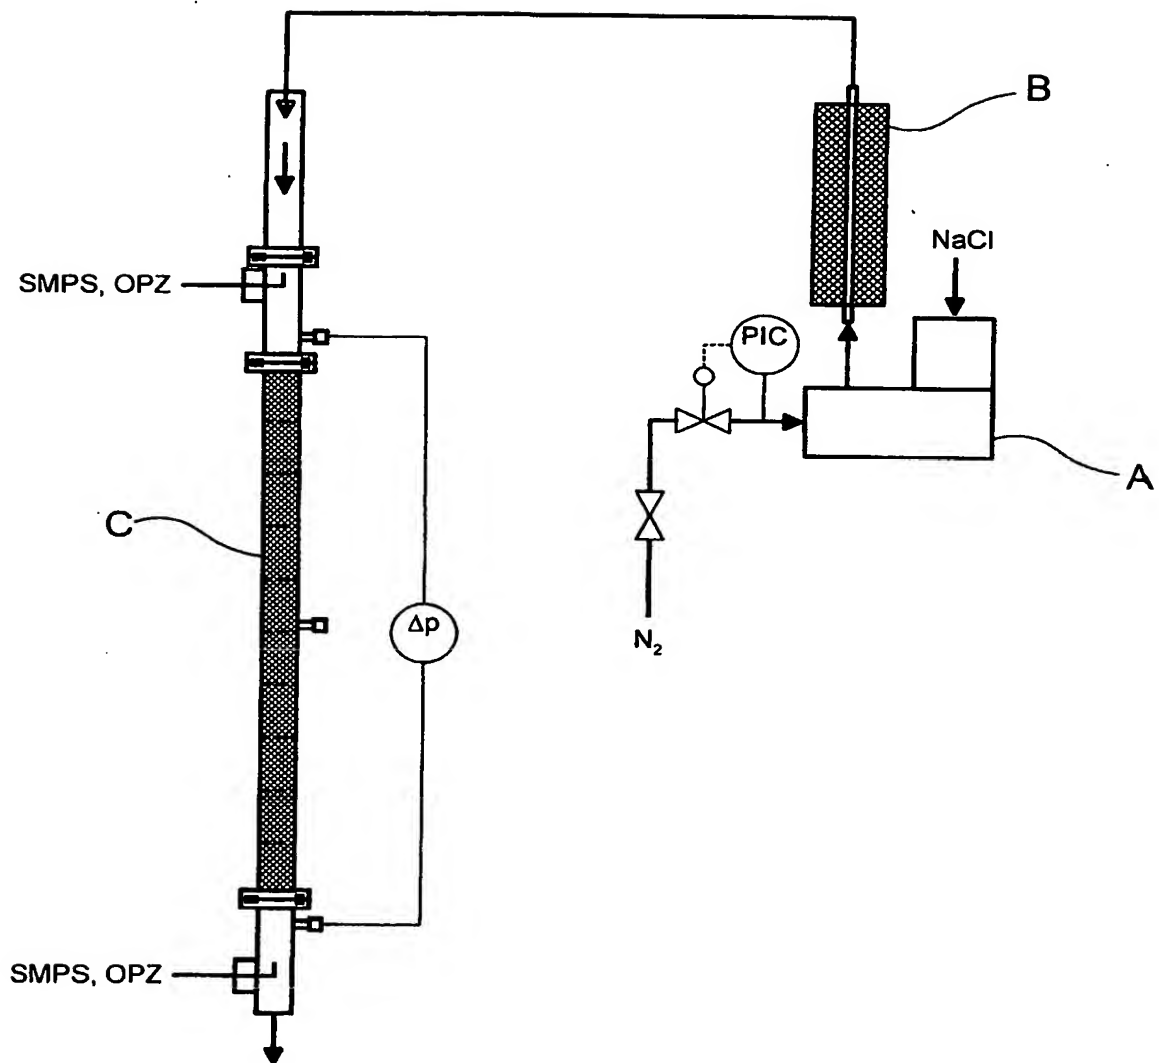 B
NaCl
SMPS, OPZ
PIC
A
C
Δp
N₂
SMPS, OPZ